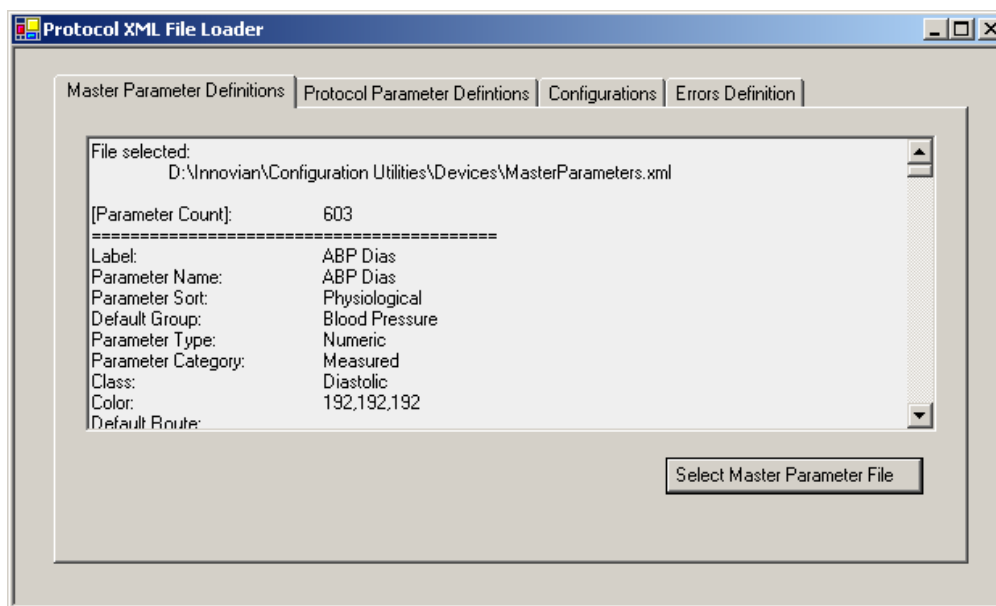 Protocol XML File Loader
Master Parameter Definitions Protocol Parameter Defintions Configurations Errors Definition
File selected:
D:\Innovian\Configuration Utilities\Devices\MasterParameters.xml
[Parameter Count]: 603
==========================================
Label: ABP Dias
Parameter Name: ABP Dias
Parameter Sort: Physiological
Default Group: Blood Pressure
Parameter Type: Numeric
Parameter Category: Measured
Class: Diastolic
Color: 192,192,192
Default Route:
Select Master Parameter File